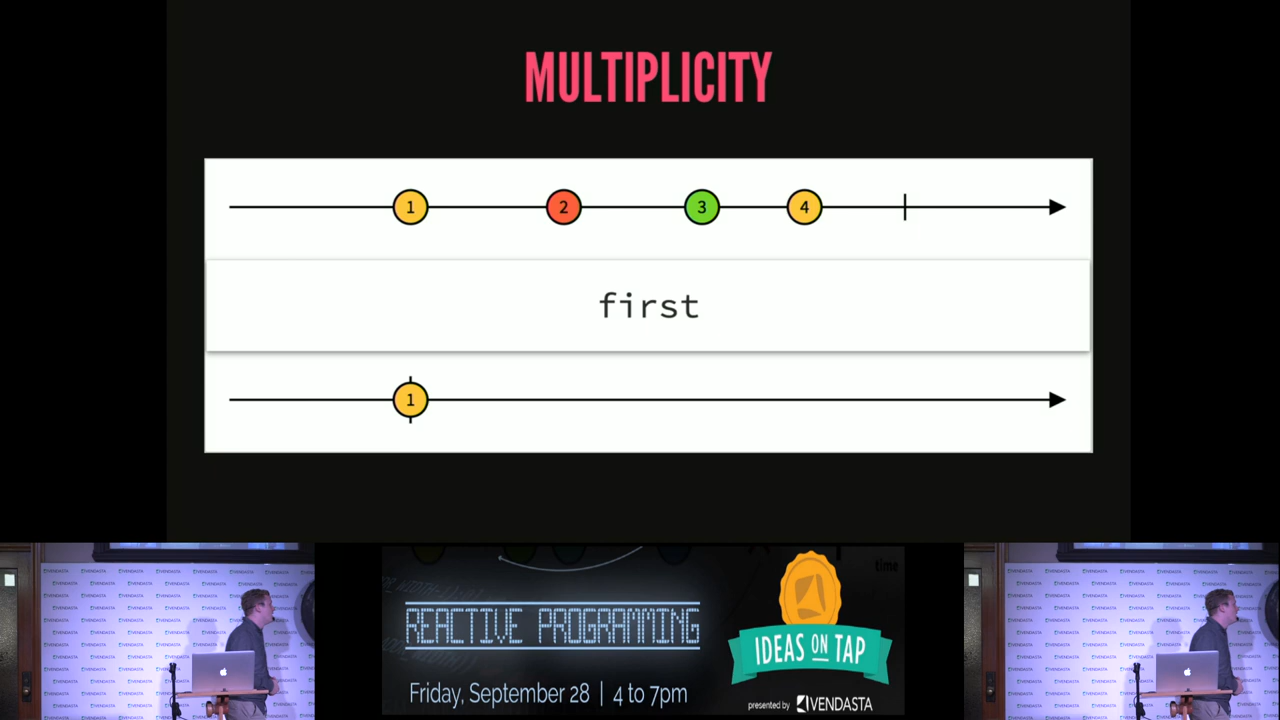 MULTIPLICITY
1 2 3 4
first
1
time
REACTIVE PROGRAMMING
IDEAS ON TAP
Friday, September 28 | 4 to 7pm
presented by VENDASTA